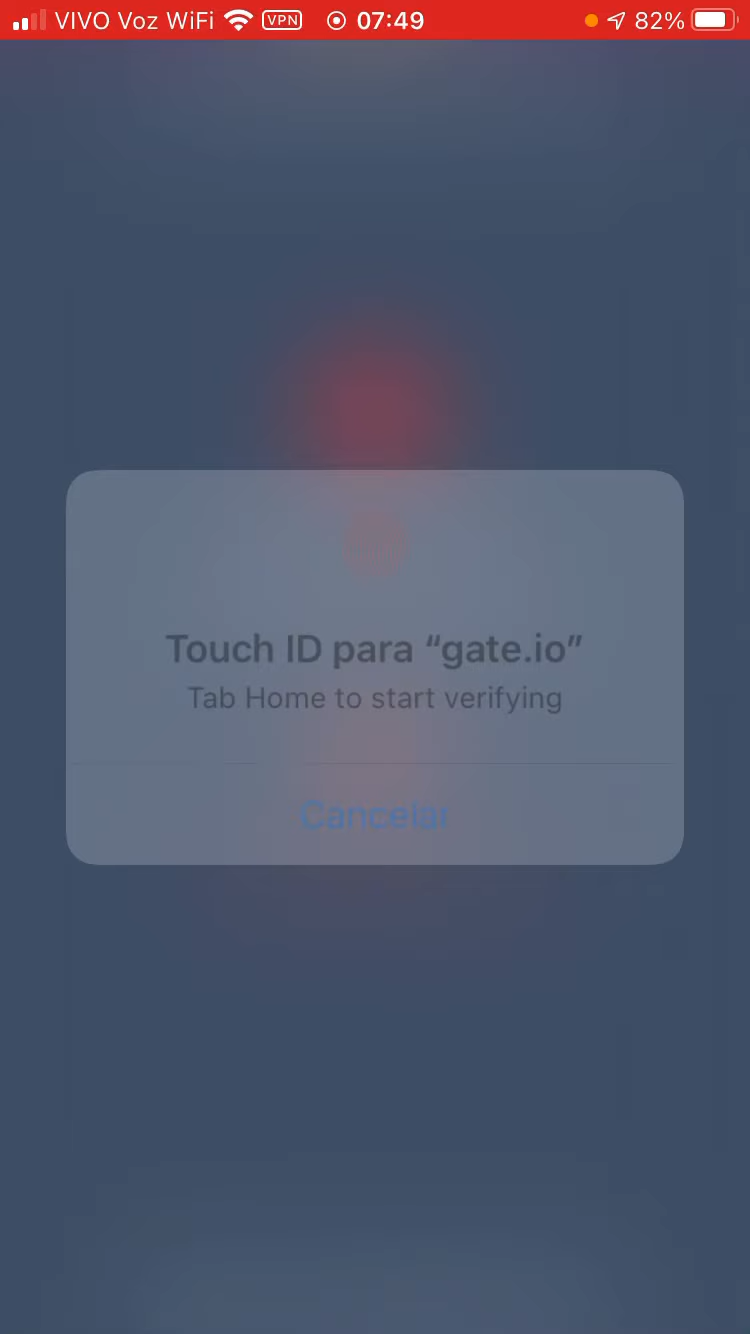 VIVO Voz WiFi VPN 07:49 82%
Touch ID para “gate.io”
Tab Home to start verifying
Cancelar